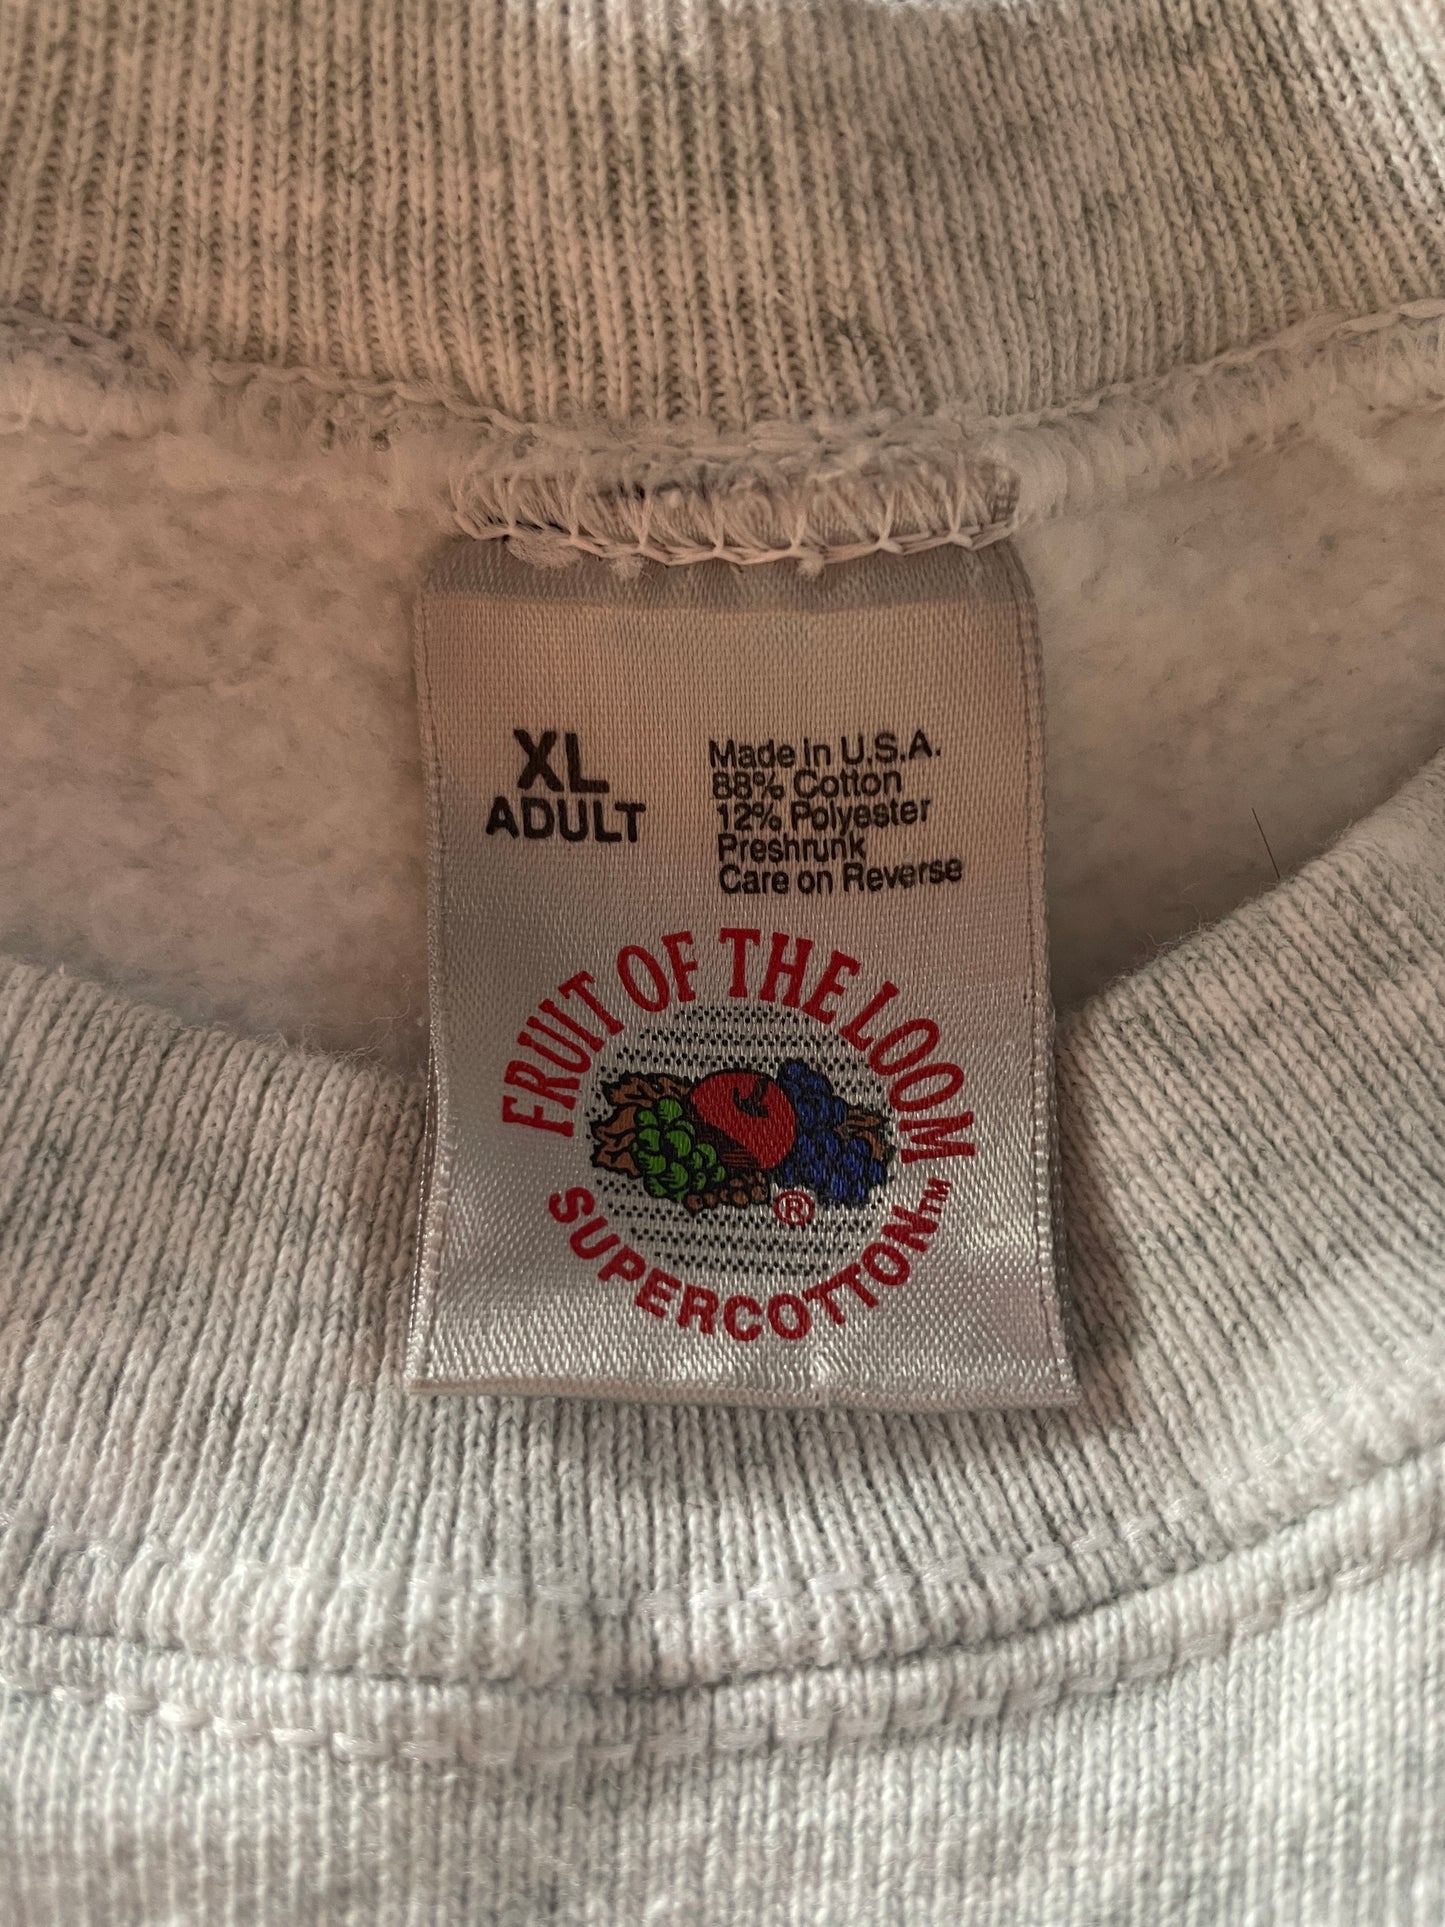 XL
ADULT
Made in U.S.A.
88% Cotton
12% Polyester
Preshrunk
Care on Reverse
FRUIT OF THE LOOM
®
SUPERCOTTON™